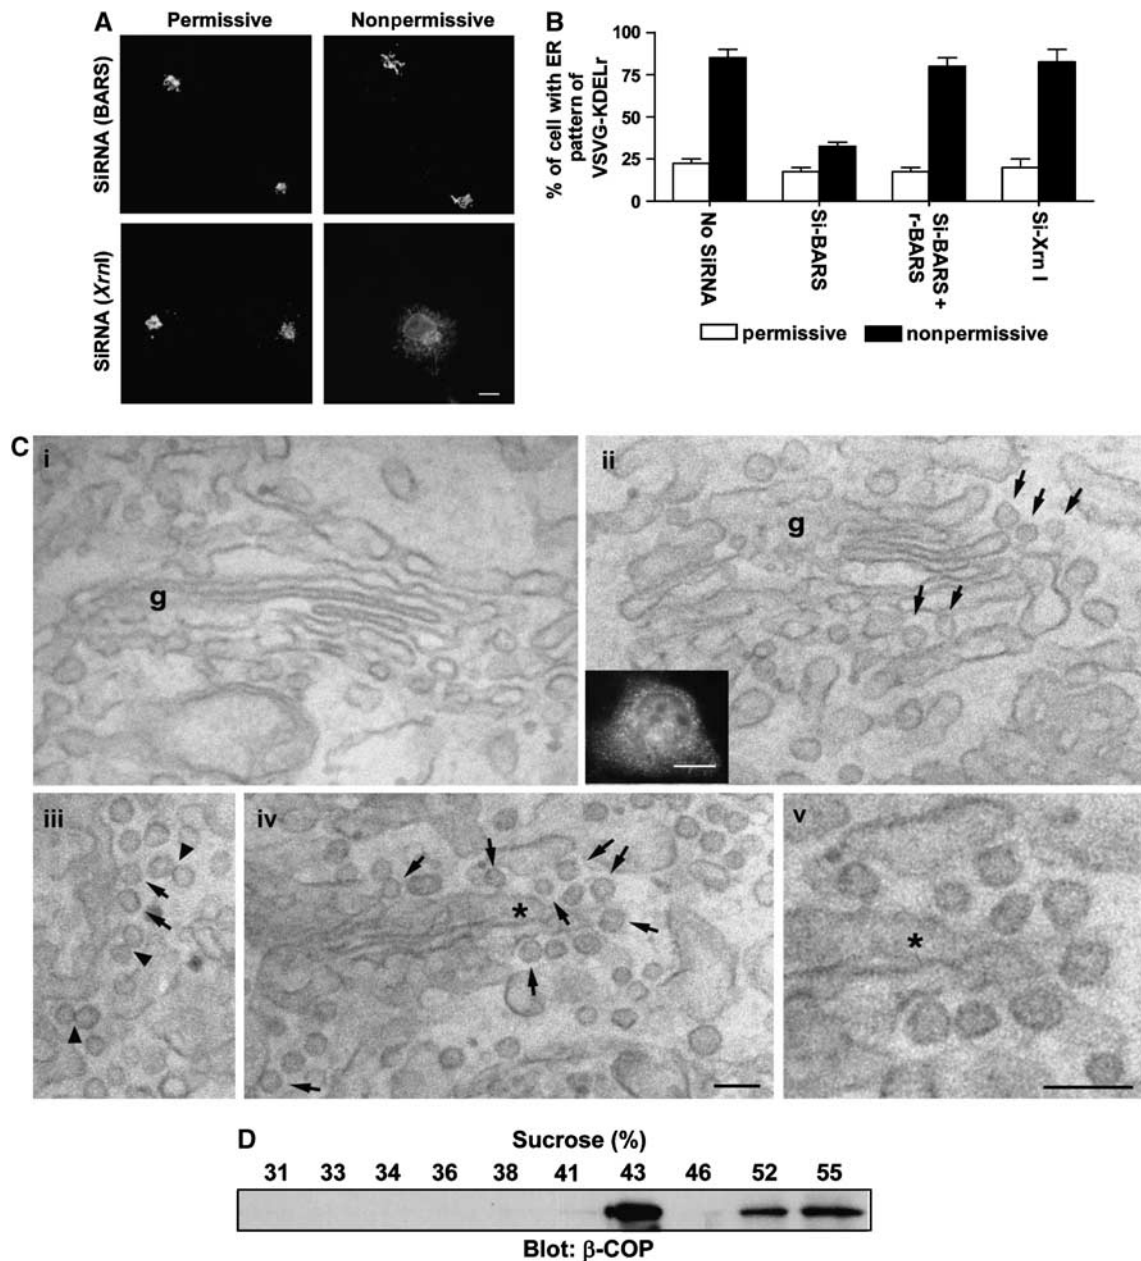 A
Permissive
Nonpermissive
SiRNA (BARS)
SiRNA (XrnI)
B
% of cell with ER
pattern of
VSVG-KDELr
100
75
50
25
0
No SiRNA
Si-BARS
Si-BARS +
r-BARS
Si-Xrn I
permissive
nonpermissive
C
i
g
ii
g
iii
iv
*
v
*
D
Sucrose (%)
31 33 34 36 38 41 43 46 52 55
Blot: β-COP